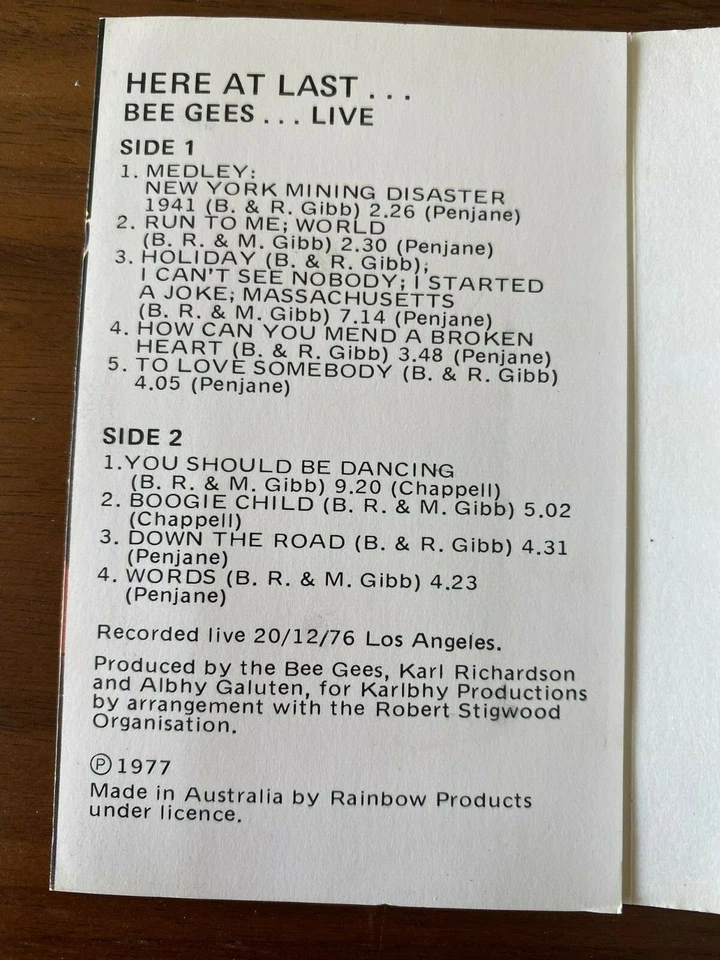 HERE AT LAST . . .
BEE GEES . . . LIVE
SIDE 1
1. MEDLEY:
NEW YORK MINING DISASTER
1941 (B. & R. Gibb) 2.26 (Penjane)
2. RUN TO ME; WORLD
(B. R. & M. Gibb) 2.30 (Penjane)
3. HOLIDAY (B. & R. Gibb);
I CAN'T SEE NOBODY; I STARTED
A JOKE; MASSACHUSETTS
(B. R. & M. Gibb) 7.14 (Penjane)
4. HOW CAN YOU MEND A BROKEN
HEART (B. & R. Gibb) 3.48 (Penjane)
5. TO LOVE SOMEBODY (B. & R. Gibb)
4.05 (Penjane)
SIDE 2
1.YOU SHOULD BE DANCING
(B. R. & M. Gibb) 9.20 (Chappell)
2. BOOGIE CHILD (B. R. & M. Gibb) 5.02
(Chappell)
3. DOWN THE ROAD (B. & R. Gibb) 4.31
(Penjane)
4. WORDS (B. R. & M. Gibb) 4.23
(Penjane)
Recorded live 20/12/76 Los Angeles.
Produced by the Bee Gees, Karl Richardson
and Albhy Galuten, for Karlbhy Productions
by arrangement with the Robert Stigwood
Organisation.
℗ 1977
Made in Australia by Rainbow Products
under licence.